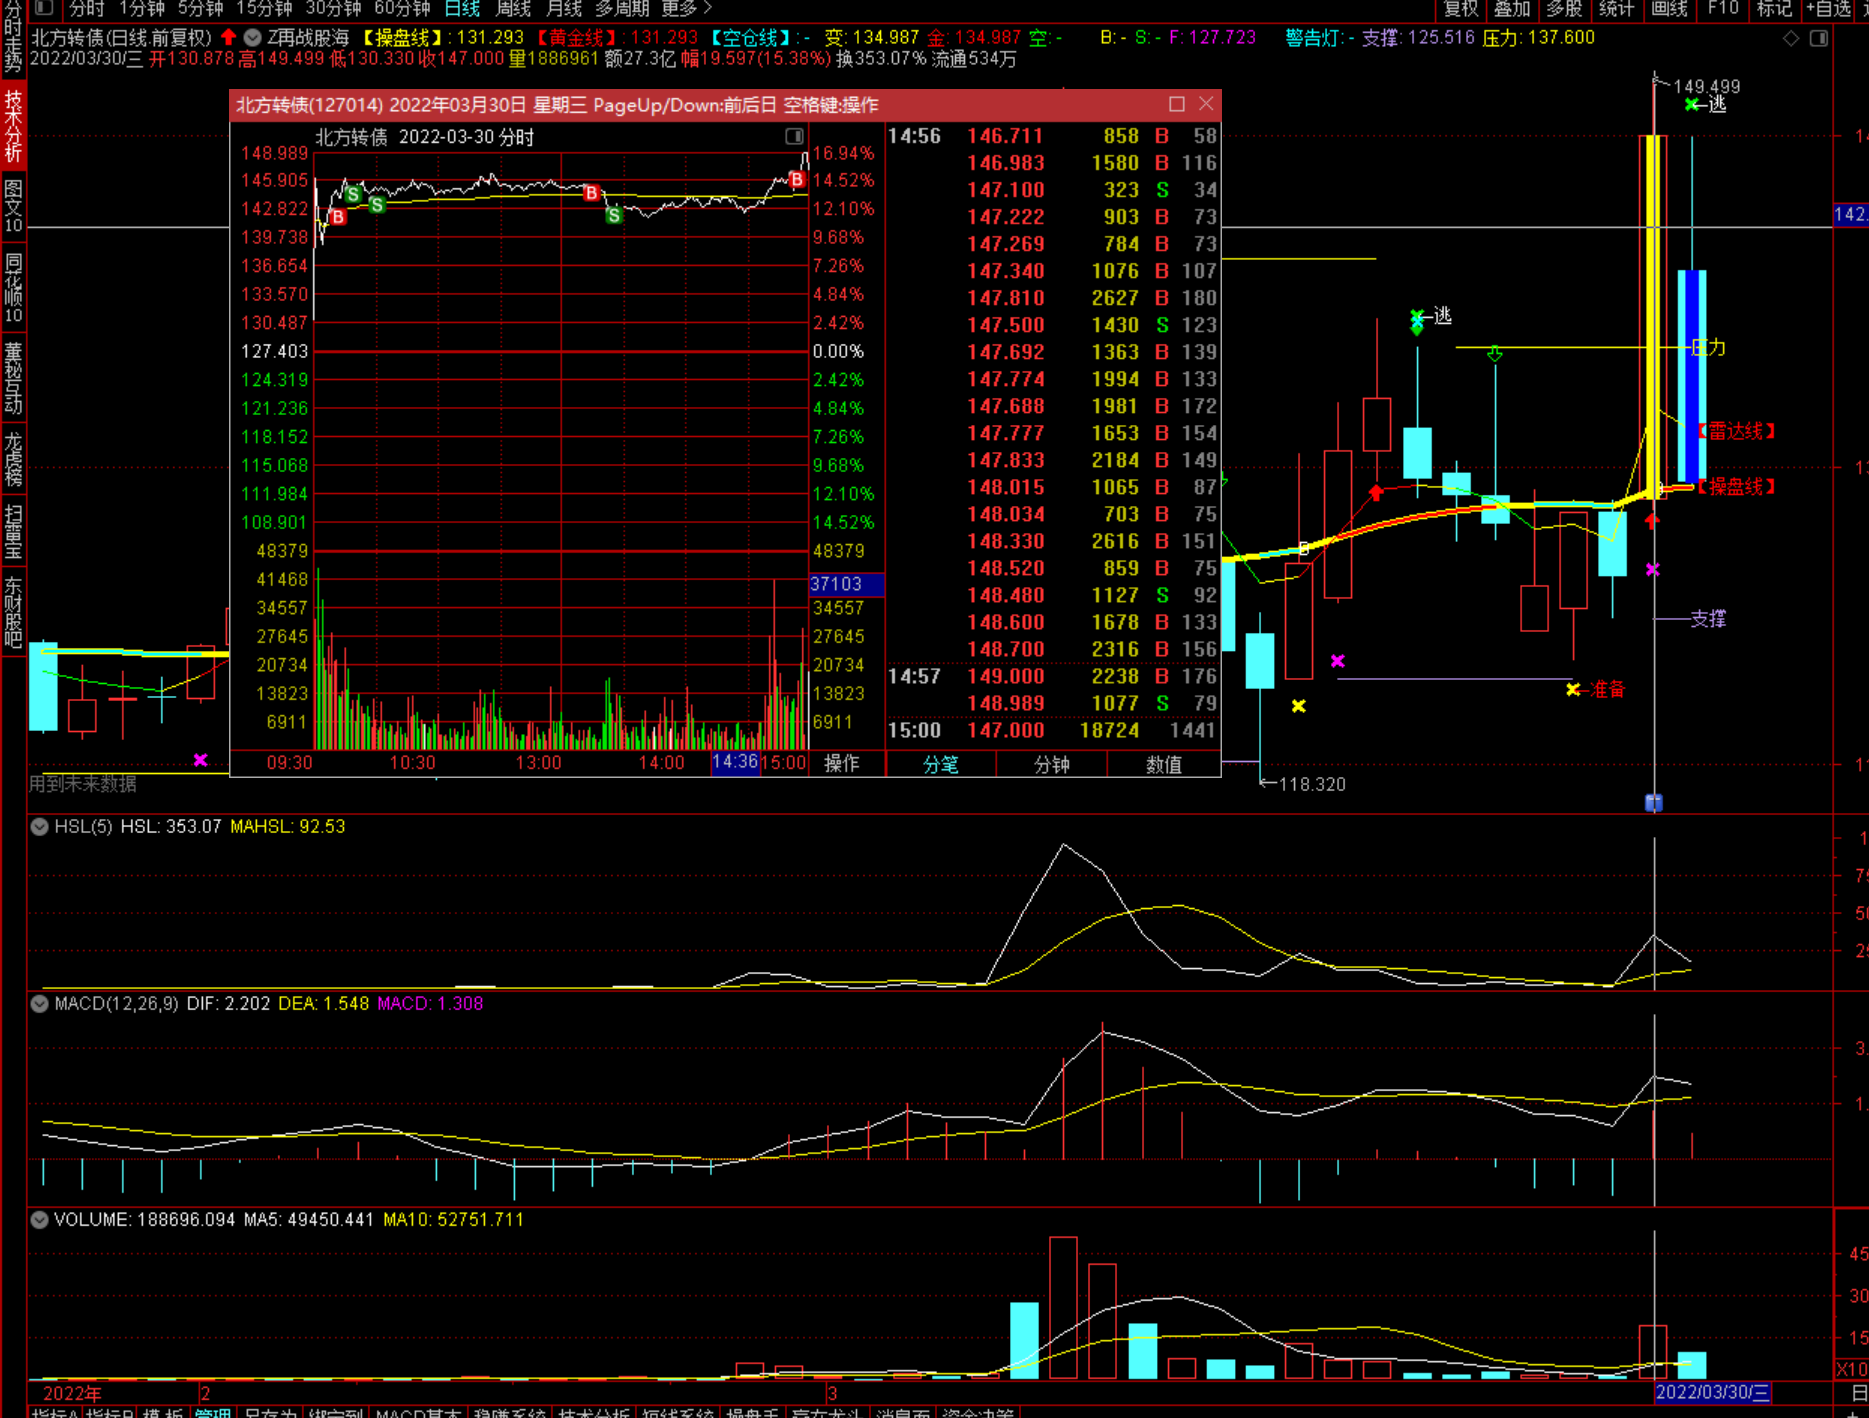 分时 1分钟 5分钟 15分钟 30分钟 60分钟 日线 周线 月线 多周期 更多 >
复权 叠加 多股 统计 画线 F10 标记 +自选
北方转债(日线.前复权) Z再战股海 【操盘线】: 131.293 【黄金线】: 131.293 【空仓线】: - 变: 134.987 金: 134.987 空: - B: - S: - F: 127.723 警告灯: - 支撑: 125.516 压力: 137.600
2022/03/30/三 开130.878 高149.499 低130.330 收147.000 量1886961 额27.3亿 幅19.597(15.38%) 换353.07% 流通534万
分时走势
技术分析
图文10
同花顺10
董秘互动
龙虎榜
扫雷宝
东财股吧
北方转债(127014) 2022年03月30日 星期三 PageUp/Down:前后日 空格键:操作
北方转债 2022-03-30 分时
148.989 16.94%
145.905 14.52%
142.822 12.10%
139.738 9.68%
136.654 7.26%
133.570 4.84%
130.487 2.42%
127.403 0.00%
124.319 2.42%
121.236 4.84%
118.152 7.26%
115.068 9.68%
111.984 12.10%
108.901 14.52%
48379 48379
41468 37103
34557 34557
27645 27645
20734 20734
13823 13823
6911 6911
B S S B S B
09:30 10:30 13:00 14:00 14:36 15:00 操作
14:56 146.711 858 B 58
146.983 1580 B 116
147.100 323 S 34
147.222 903 B 73
147.269 784 B 73
147.340 1076 B 107
147.810 2627 B 180
147.500 1430 S 123
147.692 1363 B 139
147.774 1994 B 133
147.688 1981 B 172
147.777 1653 B 154
147.833 2184 B 149
148.015 1065 B 87
148.034 703 B 75
148.330 2616 B 151
148.520 859 B 75
148.480 1127 S 92
148.600 1678 B 133
148.700 2316 B 156
14:57 149.000 2238 B 176
148.989 1077 S 79
15:00 147.000 18724 1441
分笔 分钟 数值
149.499
逃
142.
逃
压力
【雷达线】
【操盘线】
支撑
准备
118.320
用到未来数据
HSL(5) HSL: 353.07 MAHSL: 92.53
MACD(12,26,9) DIF: 2.202 DEA: 1.548 MACD: 1.308
3.
1.
VOLUME: 188696.094 MA5: 49450.441 MA10: 52751.711
45
30
15
X10
2022年 2 3 2022/03/30/三 日
指标A 指标B 模板 管理 另存为 绑定到 MACD基本 稳赚系统 技术分析 短线系统 操盘手 赢在龙头 消息面 资金决策